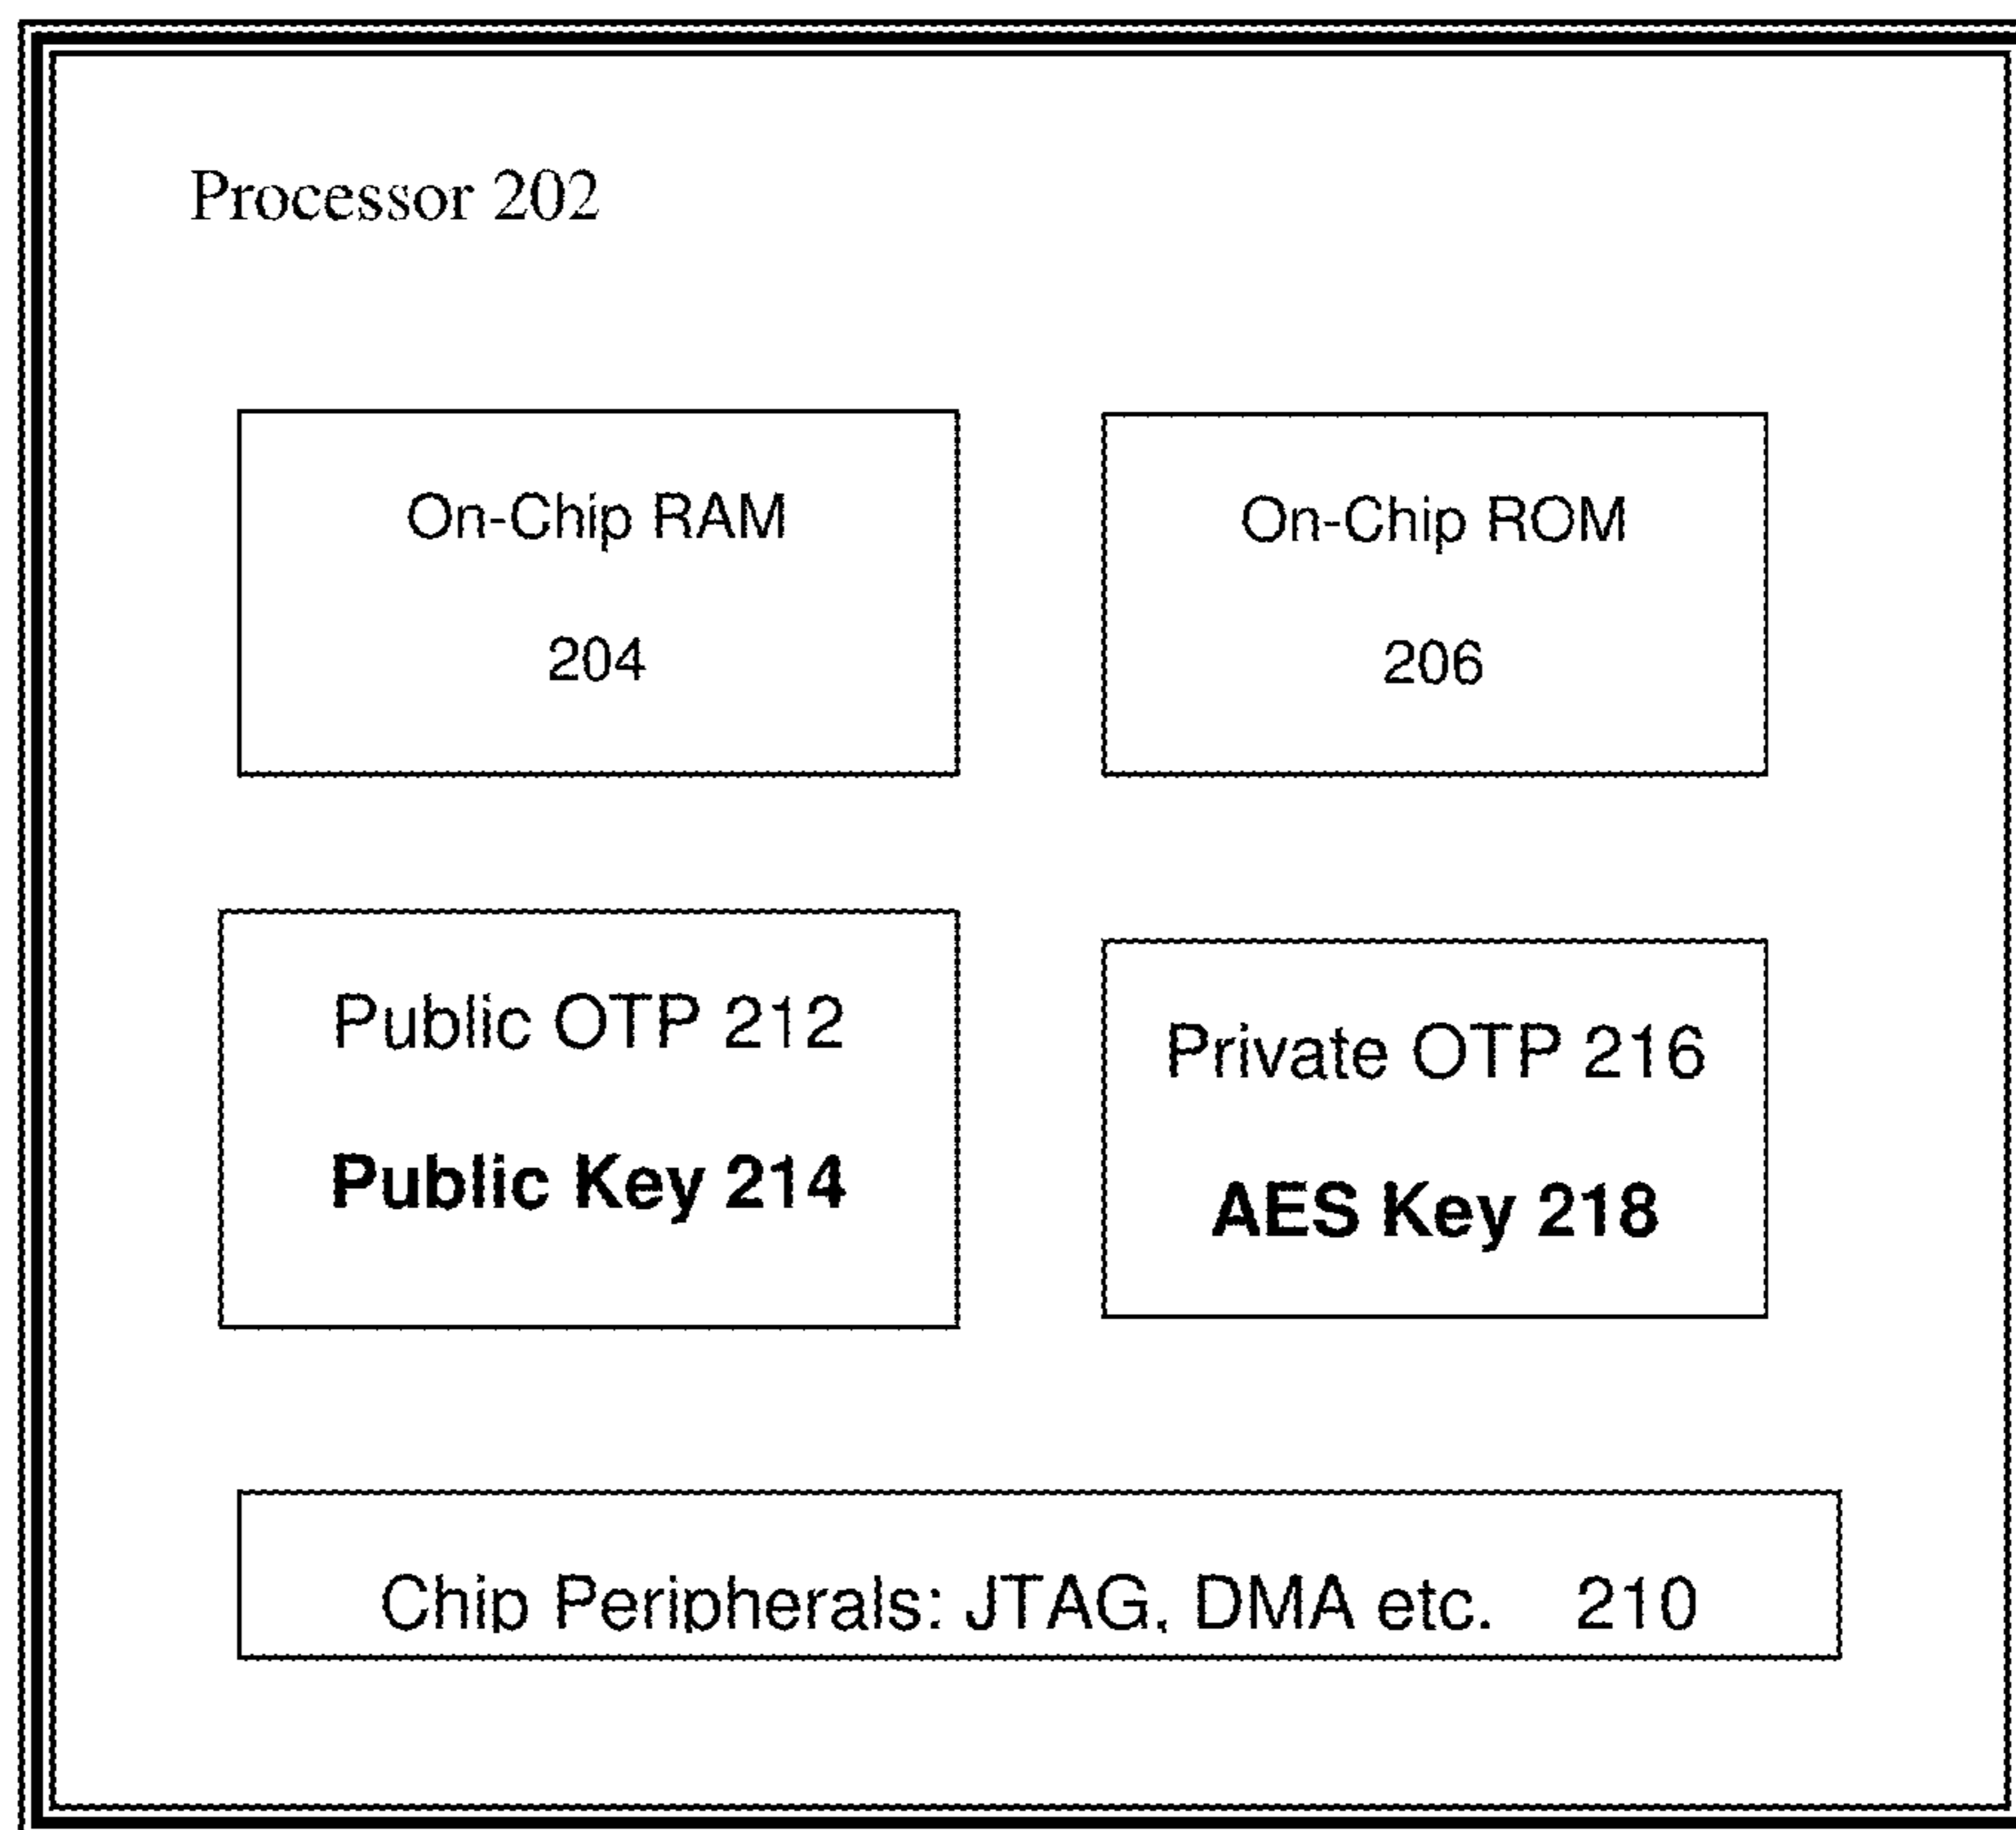 Processor 202
On-Chip RAM
204
On-Chip ROM
206
Public OTP 212
Public Key 214
Private OTP 216
AES Key 218
Chip Peripherals: JTAG, DMA etc. 210